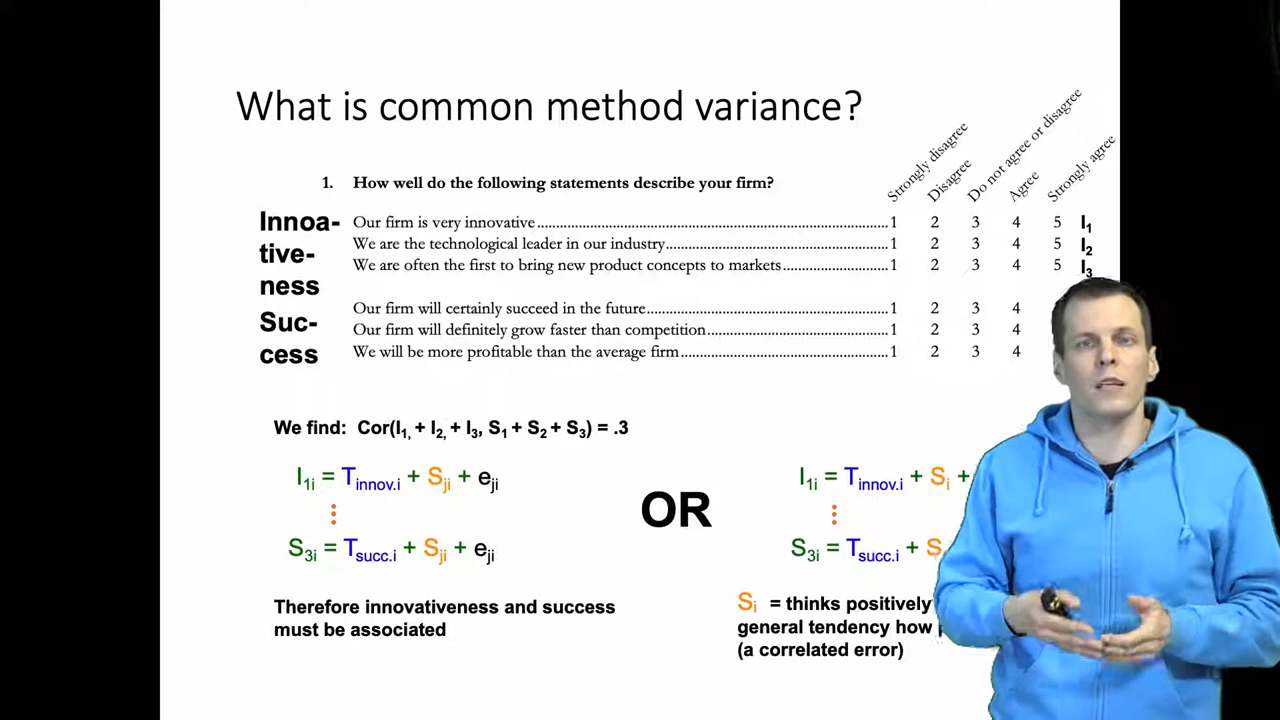 What is common method variance?
Strongly disagree
Disagree
Do not agree or disagree
Agree
Strongly agree
1. How well do the following statements describe your firm?
Innoa-
tive-
ness
Our firm is very innovative 1 2 3 4 5 I1
We are the technological leader in our industry 1 2 3 4 5 I2
We are often the first to bring new product concepts to markets 1 2 3 4 5 I3
Suc-
cess
Our firm will certainly succeed in the future 1 2 3 4
Our firm will definitely grow faster than competition 1 2 3 4
We will be more profitable than the average firm 1 2 3 4
We find: Cor(I1, + I2, + I3, S1 + S2 + S3) = .3
I1i = Tinnov.i + Sji + eji
⋮
S3i = Tsucc.i + Sji + eji
Therefore innovativeness and success
must be associated
OR
I1i = Tinnov.i + Si +
⋮
S3i = Tsucc.i + S
Si = thinks positively
general tendency how
(a correlated error)